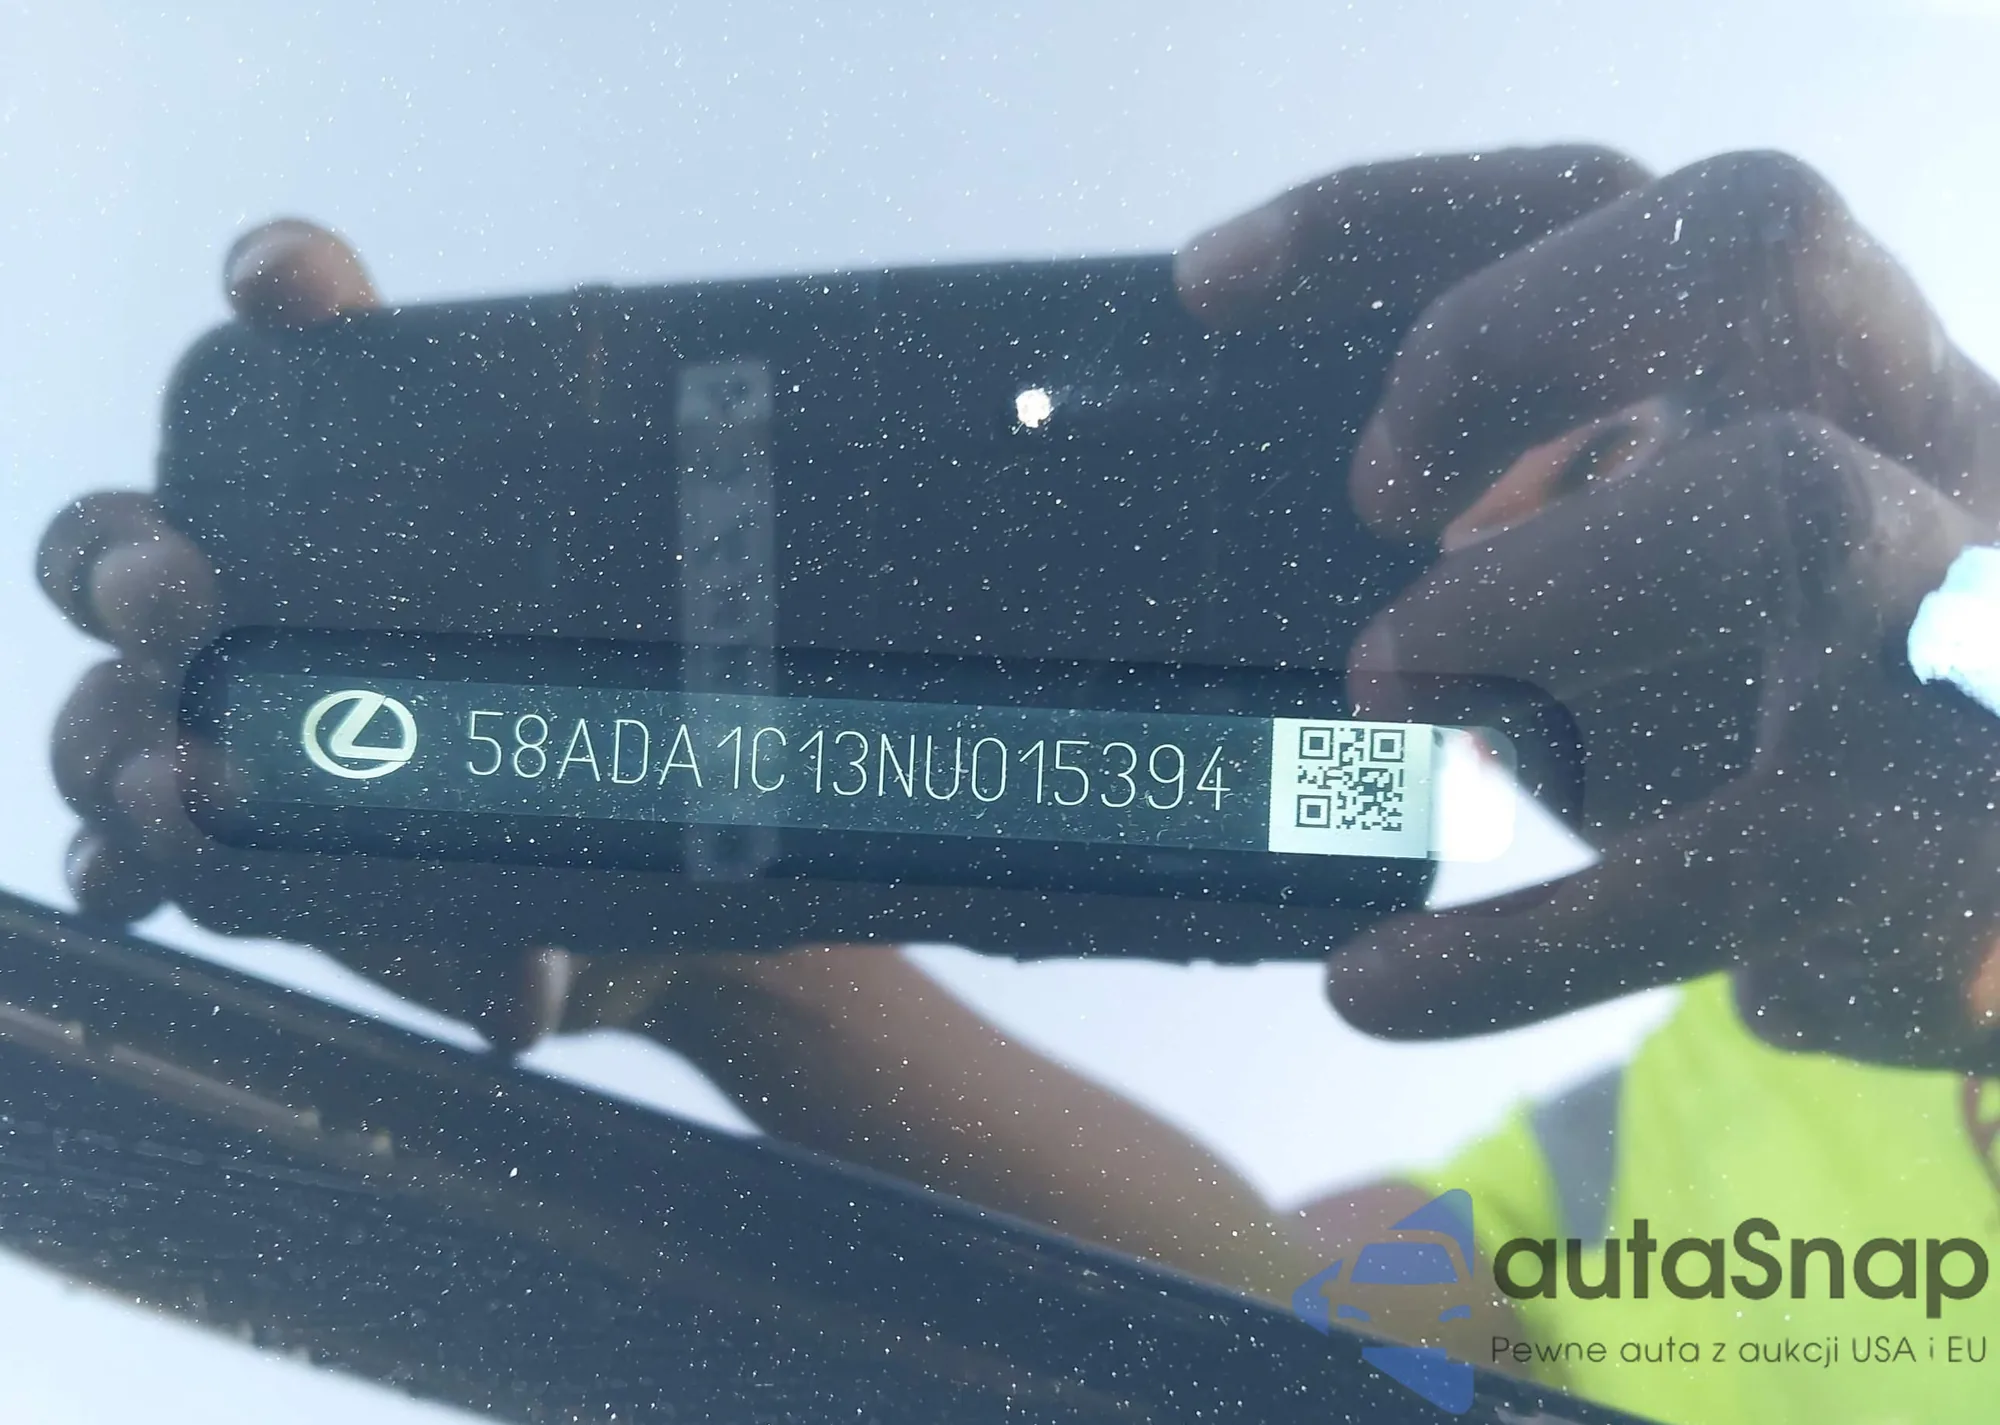 58ADA1C13NU015394
autaSnap
Pewne auta z aukcji USA i EU